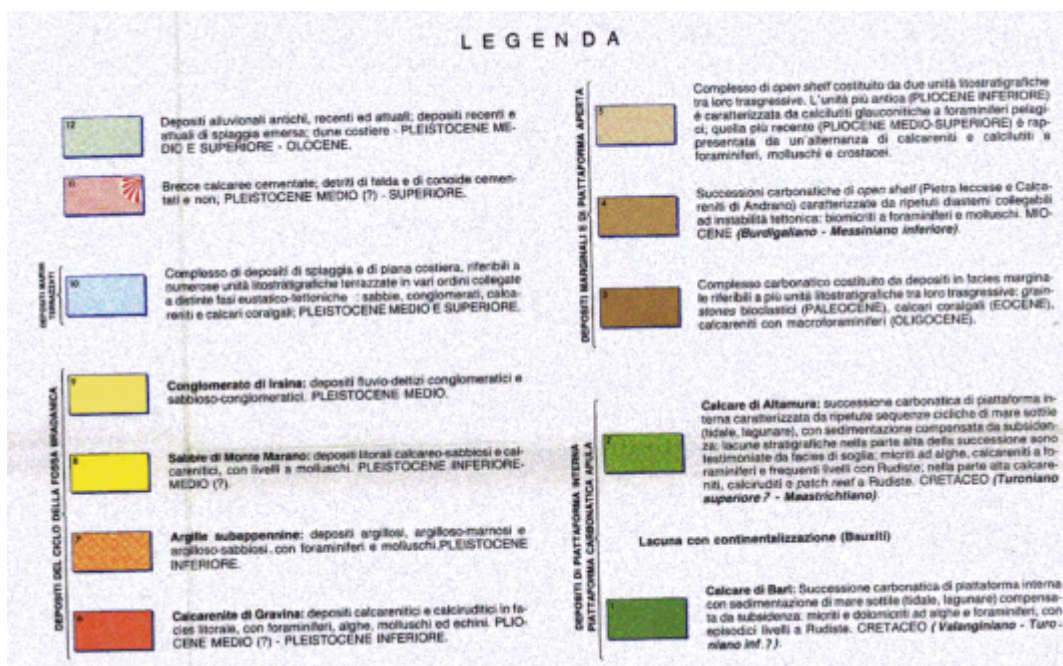 LEGENDA
12
Depositi alluvionali antichi, recenti ed attuali; depositi recenti e
attuali di spiaggia emersa; dune costiere - PLEISTOCENE ME-
DIO E SUPERIORE - OLOCENE.
11
Brecce calcaree cementate; detriti di falda e di conoide cemen-
tati e non, PLEISTOCENE MEDIO (?) - SUPERIORE.
DEPOSITI MARINI
TERRAZZATI
10
Complesso di depositi di spiaggia e di piana costiera, riferibili a
numerose unità litostratigrafiche terrazzate in vari ordini collegate
a distinte fasi eustatico-tettoniche : sabbie, conglomerati, calca-
reniti e calcari coralgali; PLEISTOCENE MEDIO E SUPERIORE.
DEPOSITI DEL CICLO DELLA FOSSA BRADANICA
9
Conglomerato di Irsina: depositi fluvio-deltizi conglomeratici e
sabbioso-conglomeratici. PLEISTOCENE MEDIO.
8
Sabbie di Monte Marano: depositi litorali calcareo-sabbiosi e cal-
carenitici, con livelli a molluschi. PLEISTOCENE INFERIORE-
MEDIO (?).
7
Argille subappennine: depositi argillosi, argilloso-marnosi e
argilloso-sabbiosi, con foraminiferi e molluschi.PLEISTOCENE
INFERIORE.
6
Calcarenite di Gravina: depositi calcarenitici e calciruditici in fa-
cies litorale, con foraminiferi, alghe, molluschi ed echini. PLIO-
CENE MEDIO (?) - PLEISTOCENE INFERIORE.
DEPOSITI MARGINALI E DI PIATTAFORMA APERTA
5
Complesso di open shelf costituito da due unità litostratigrafiche
tra loro trasgressive. L'unità più antica (PLIOCENE INFERIORE)
è caratterizzata da calcilutiti glauconitiche a foraminiferi pelagi-
ci; quella più recente (PLIOCENE MEDIO-SUPERIORE) è rap-
presentata da un'alternanza di calcareniti e calcilutiti a
foraminiferi, molluschi e crostacei.
4
Successioni carbonatiche di open shelf (Pietra leccese e Calca-
reniti di Andrano) caratterizzate da ripetuti diastemi collegabili
ad instabilità tettonica: biomicriti a foraminiferi e molluschi. MIO-
CENE (Burdigaliano - Messiniano inferiore).
3
Complesso carbonatico costituito da depositi in facies margina-
le riferibili a più unità litostratigrafiche tra loro trasgressive: grain-
stones bioclastici (PALEOCENE), calcari coralgali (EOCENE),
calcareniti con macroforaminiferi (OLIGOCENE).
DEPOSITI DI PIATTAFORMA INTERNA
PIATTAFORMA CARBONATICA APULA
2
Calcare di Altamura: successione carbonatica di piattaforma in-
terna caratterizzata da ripetute sequenze cicliche di mare sottile
(tidale, lagunare), con sedimentazione compensata da subsiden-
za; lacune stratigrafiche nella parte alta della successione sono
testimoniate da facies di soglia; micriti ad alghe, calcareniti a fo-
raminiferi e frequenti livelli con Rudiste; nella parte alta calcare-
niti, calciruditi e patch reef a Rudiste. CRETACEO (Turoniano
superiore ? - Maastrichtiano).
Lacuna con continentalizzazione (Bauxiti)
1
Calcare di Bari: Successione carbonatica di piattaforma interna
con sedimentazione di mare sottile (tidale, lagunare) compensa-
ta da subsidenza: micriti e dolomicriti ad alghe e foraminiferi, con
episodici livelli a Rudiste. CRETACEO (Valanginiano - Turo-
niano inf. ?).